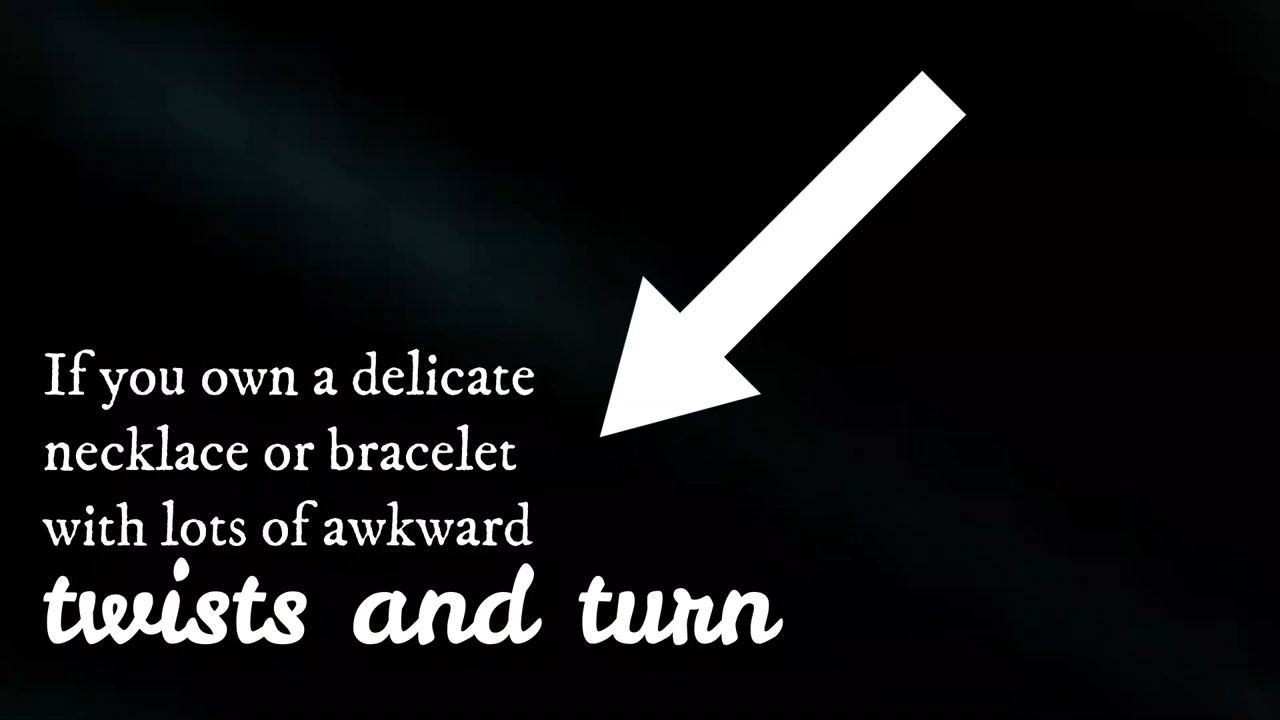 If you own a delicate
necklace or bracelet
with lots of awkward
twists and turn